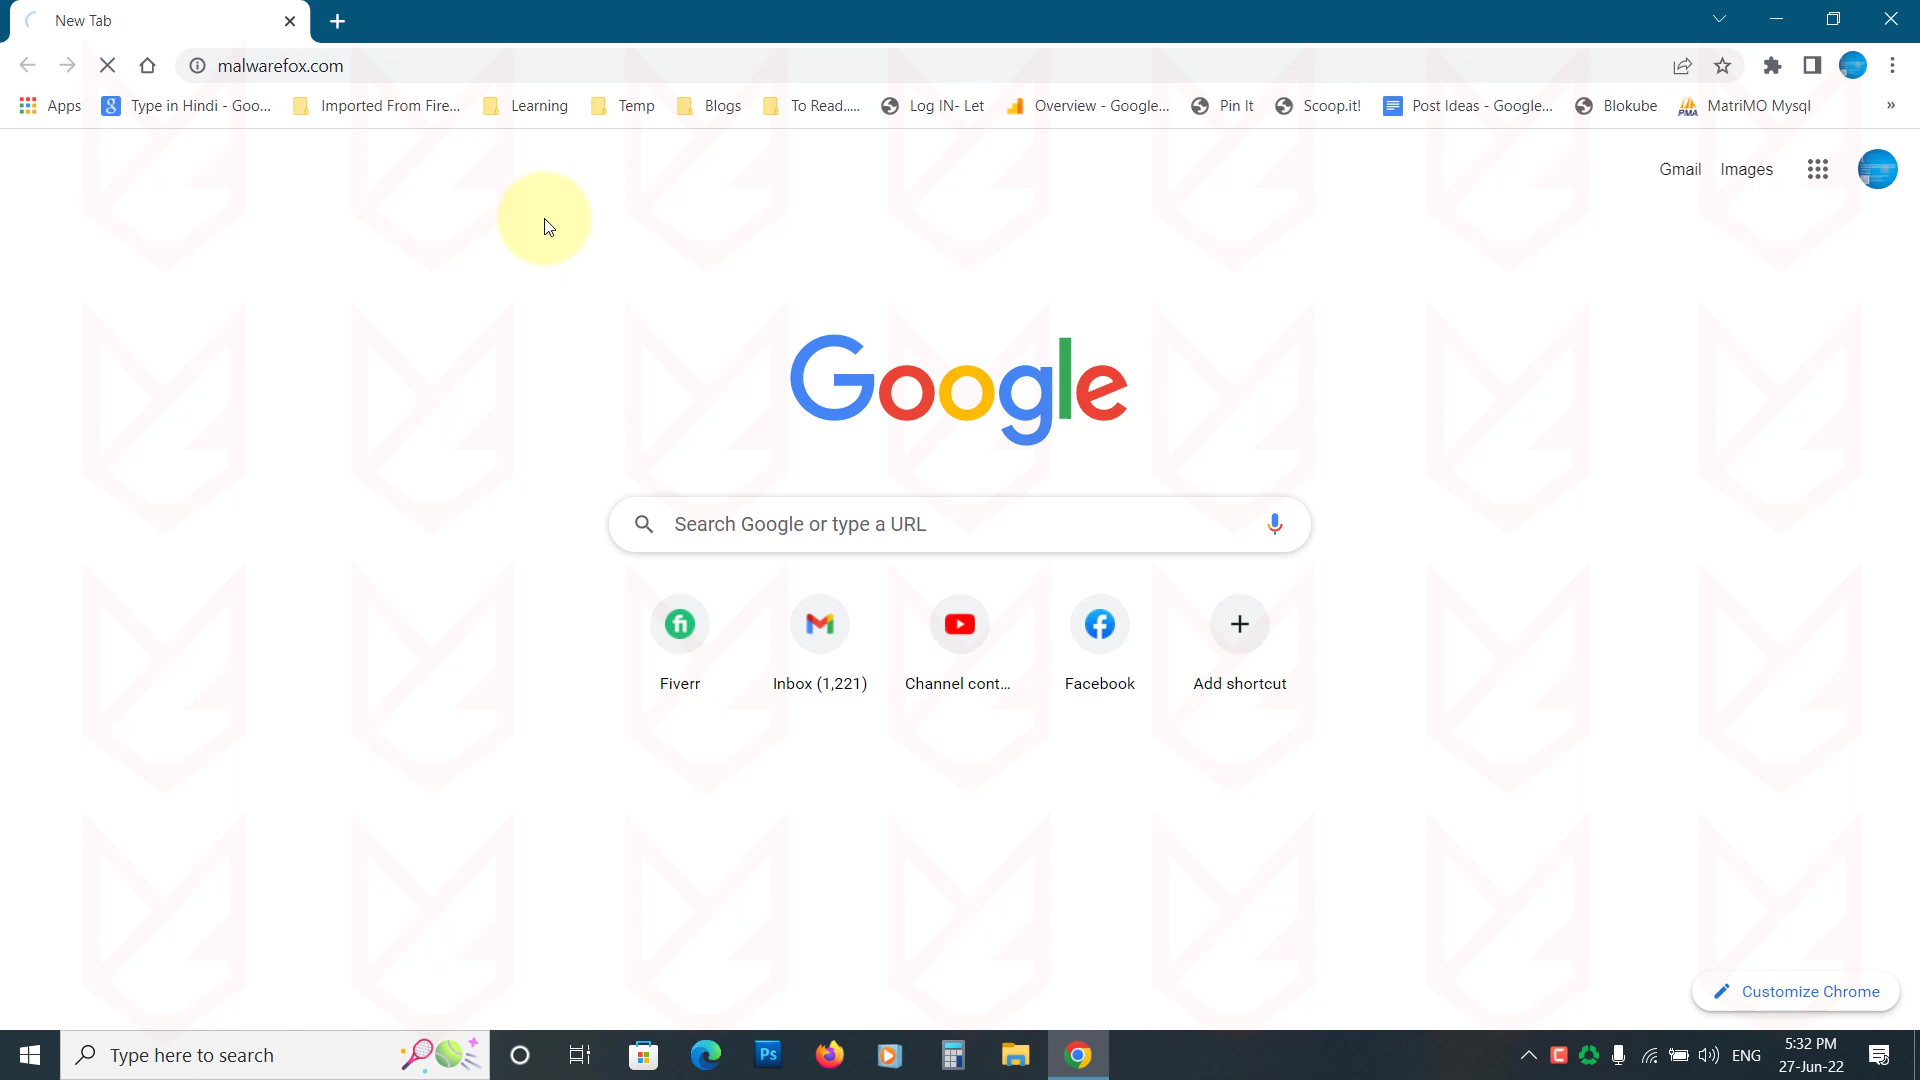 New Tab
malwarefox.com
Apps
Type in Hindi - Goo...
Imported From Fire...
Learning
Temp
Blogs
To Read.....
Log IN- Let
Overview - Google...
Pin It
Scoop.it!
Post Ideas - Google...
Blokube
PMA
MatriMO Mysql
»
Gmail
Images
Google
Search Google or type a URL
fi
Fiverr
Inbox (1,221)
Channel cont...
Facebook
Add shortcut
Customize Chrome
Type here to search
Ps
ENG
5:32 PM
27-Jun-22